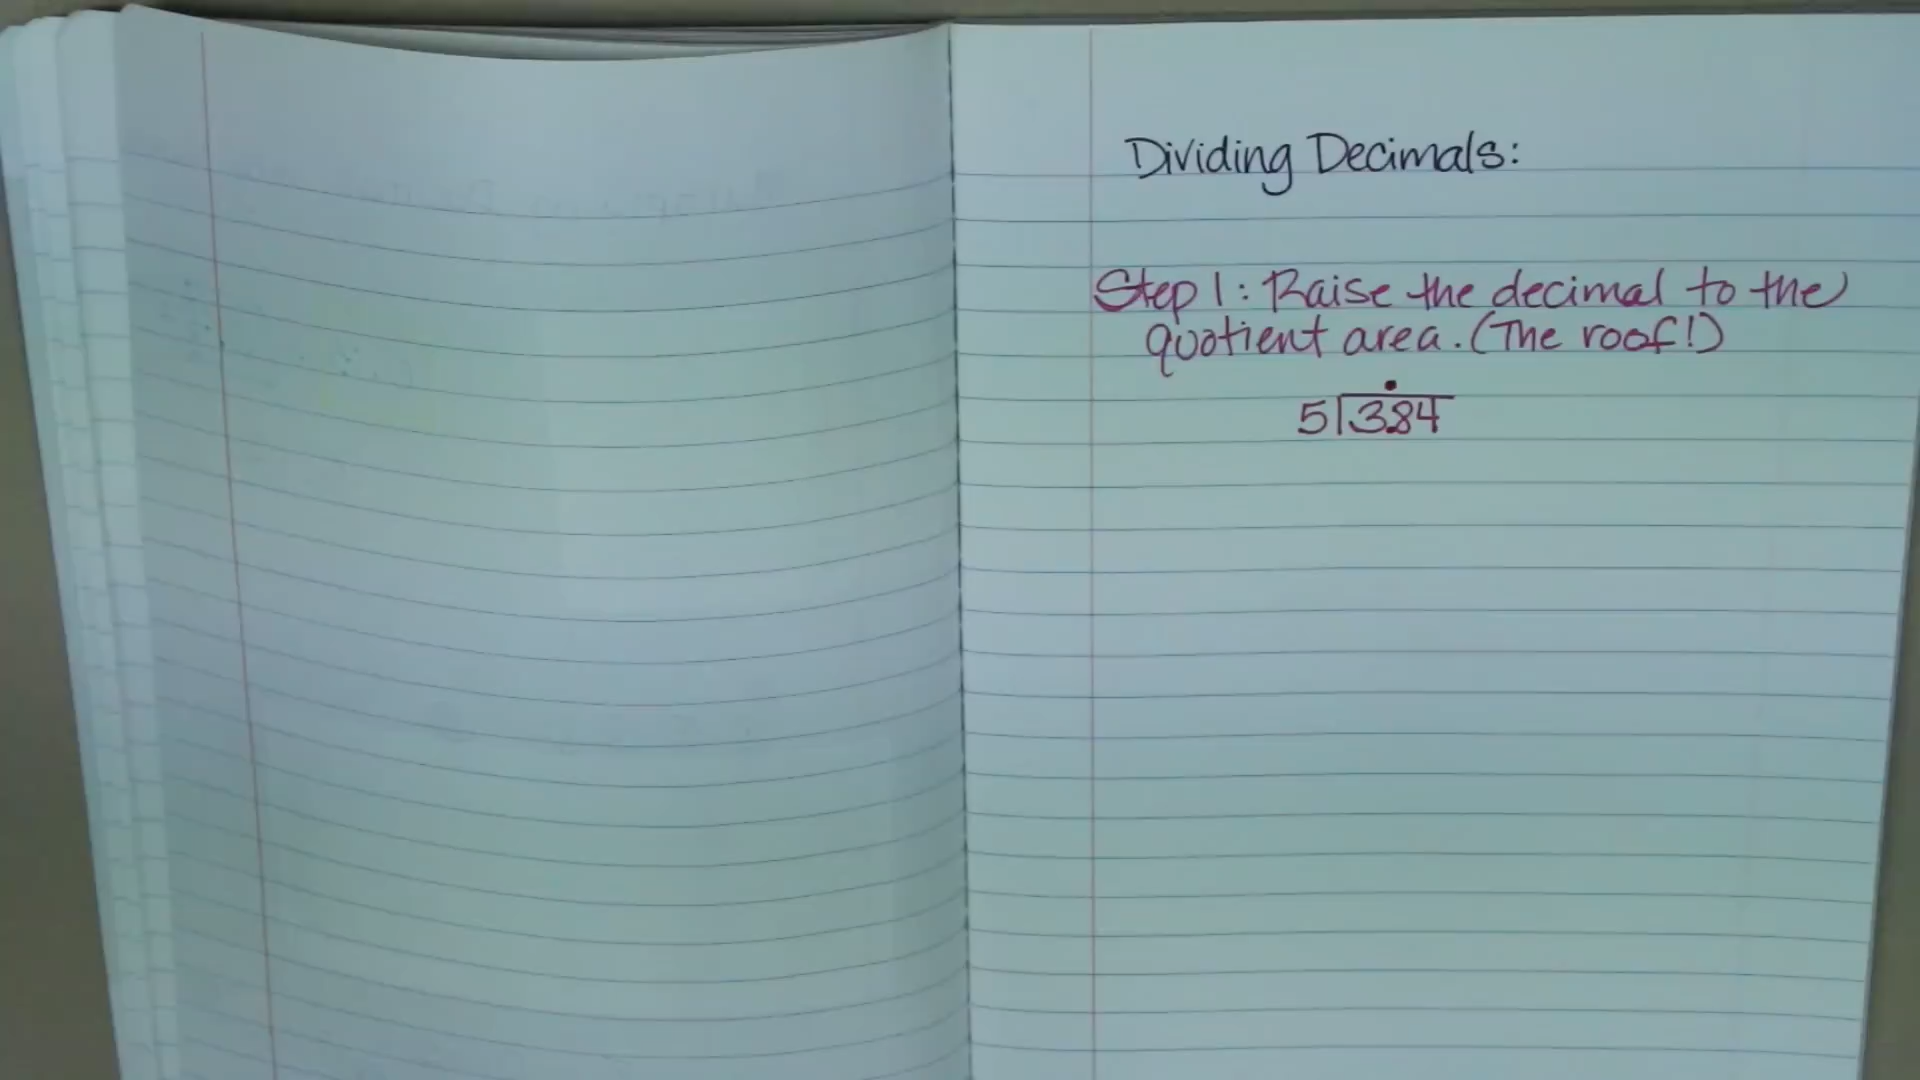 Dividing Decimals:
Step 1: Raise the decimal to the
quotient area. (The roof!)
.
5 3.84